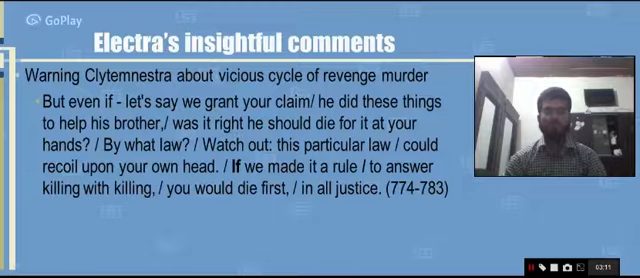 GoPlay
Electra's insightful comments
Warning Clytemnestra about vicious cycle of revenge murder
But even if - let's say we grant your claim/ he did these things
to help his brother,/ was it right he should die for it at your
hands? / By what law? / Watch out: this particular law / could
recoil upon your own head. / If we made it a rule / to answer
killing with killing, / you would die first, / in all justice. (774-783)
03:11